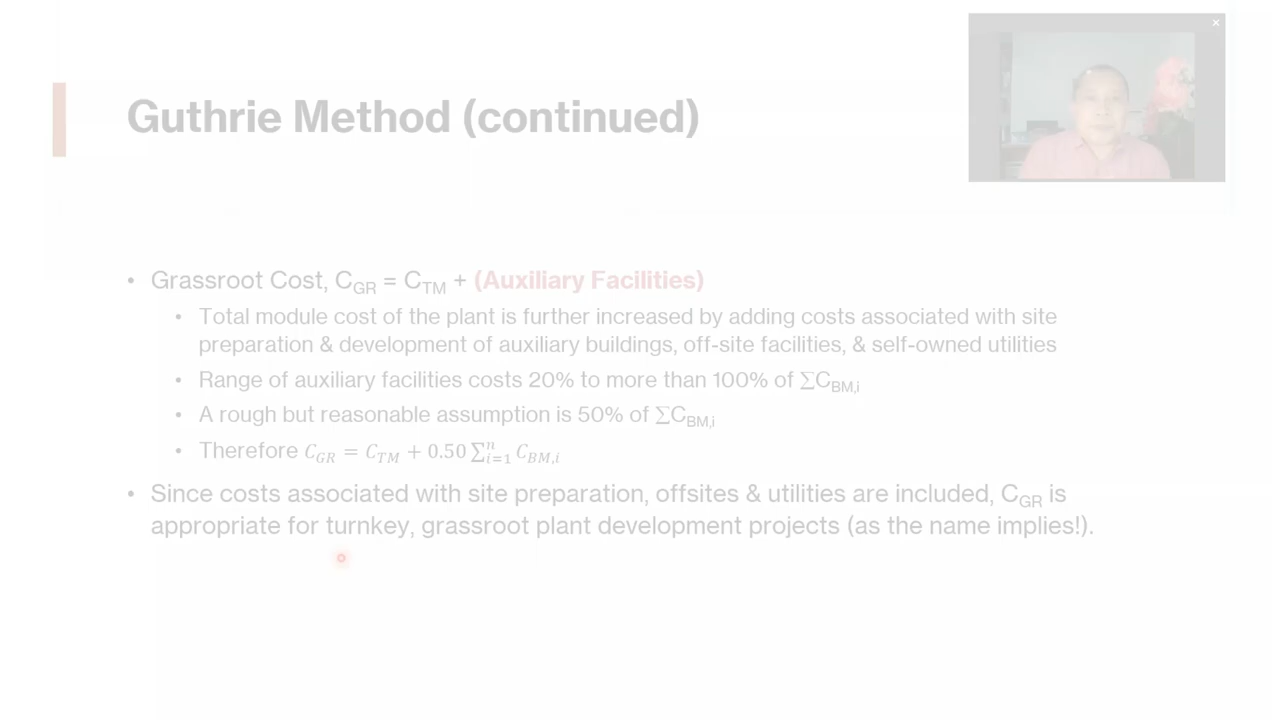 Guthrie Method (continued)
• Grassroot Cost, C_GR = C_TM + (Auxiliary Facilities)
• Total module cost of the plant is further increased by adding costs associated with site
preparation & development of auxiliary buildings, off-site facilities, & self-owned utilities
• Range of auxiliary facilities costs 20% to more than 100% of ∑C_BM,i
• A rough but reasonable assumption is 50% of ∑C_BM,i
• Therefore C_GR = C_TM + 0.50 ∑_{i=1}^{n} C_BM,i
• Since costs associated with site preparation, offsites & utilities are included, C_GR is
appropriate for turnkey, grassroot plant development projects (as the name implies!).